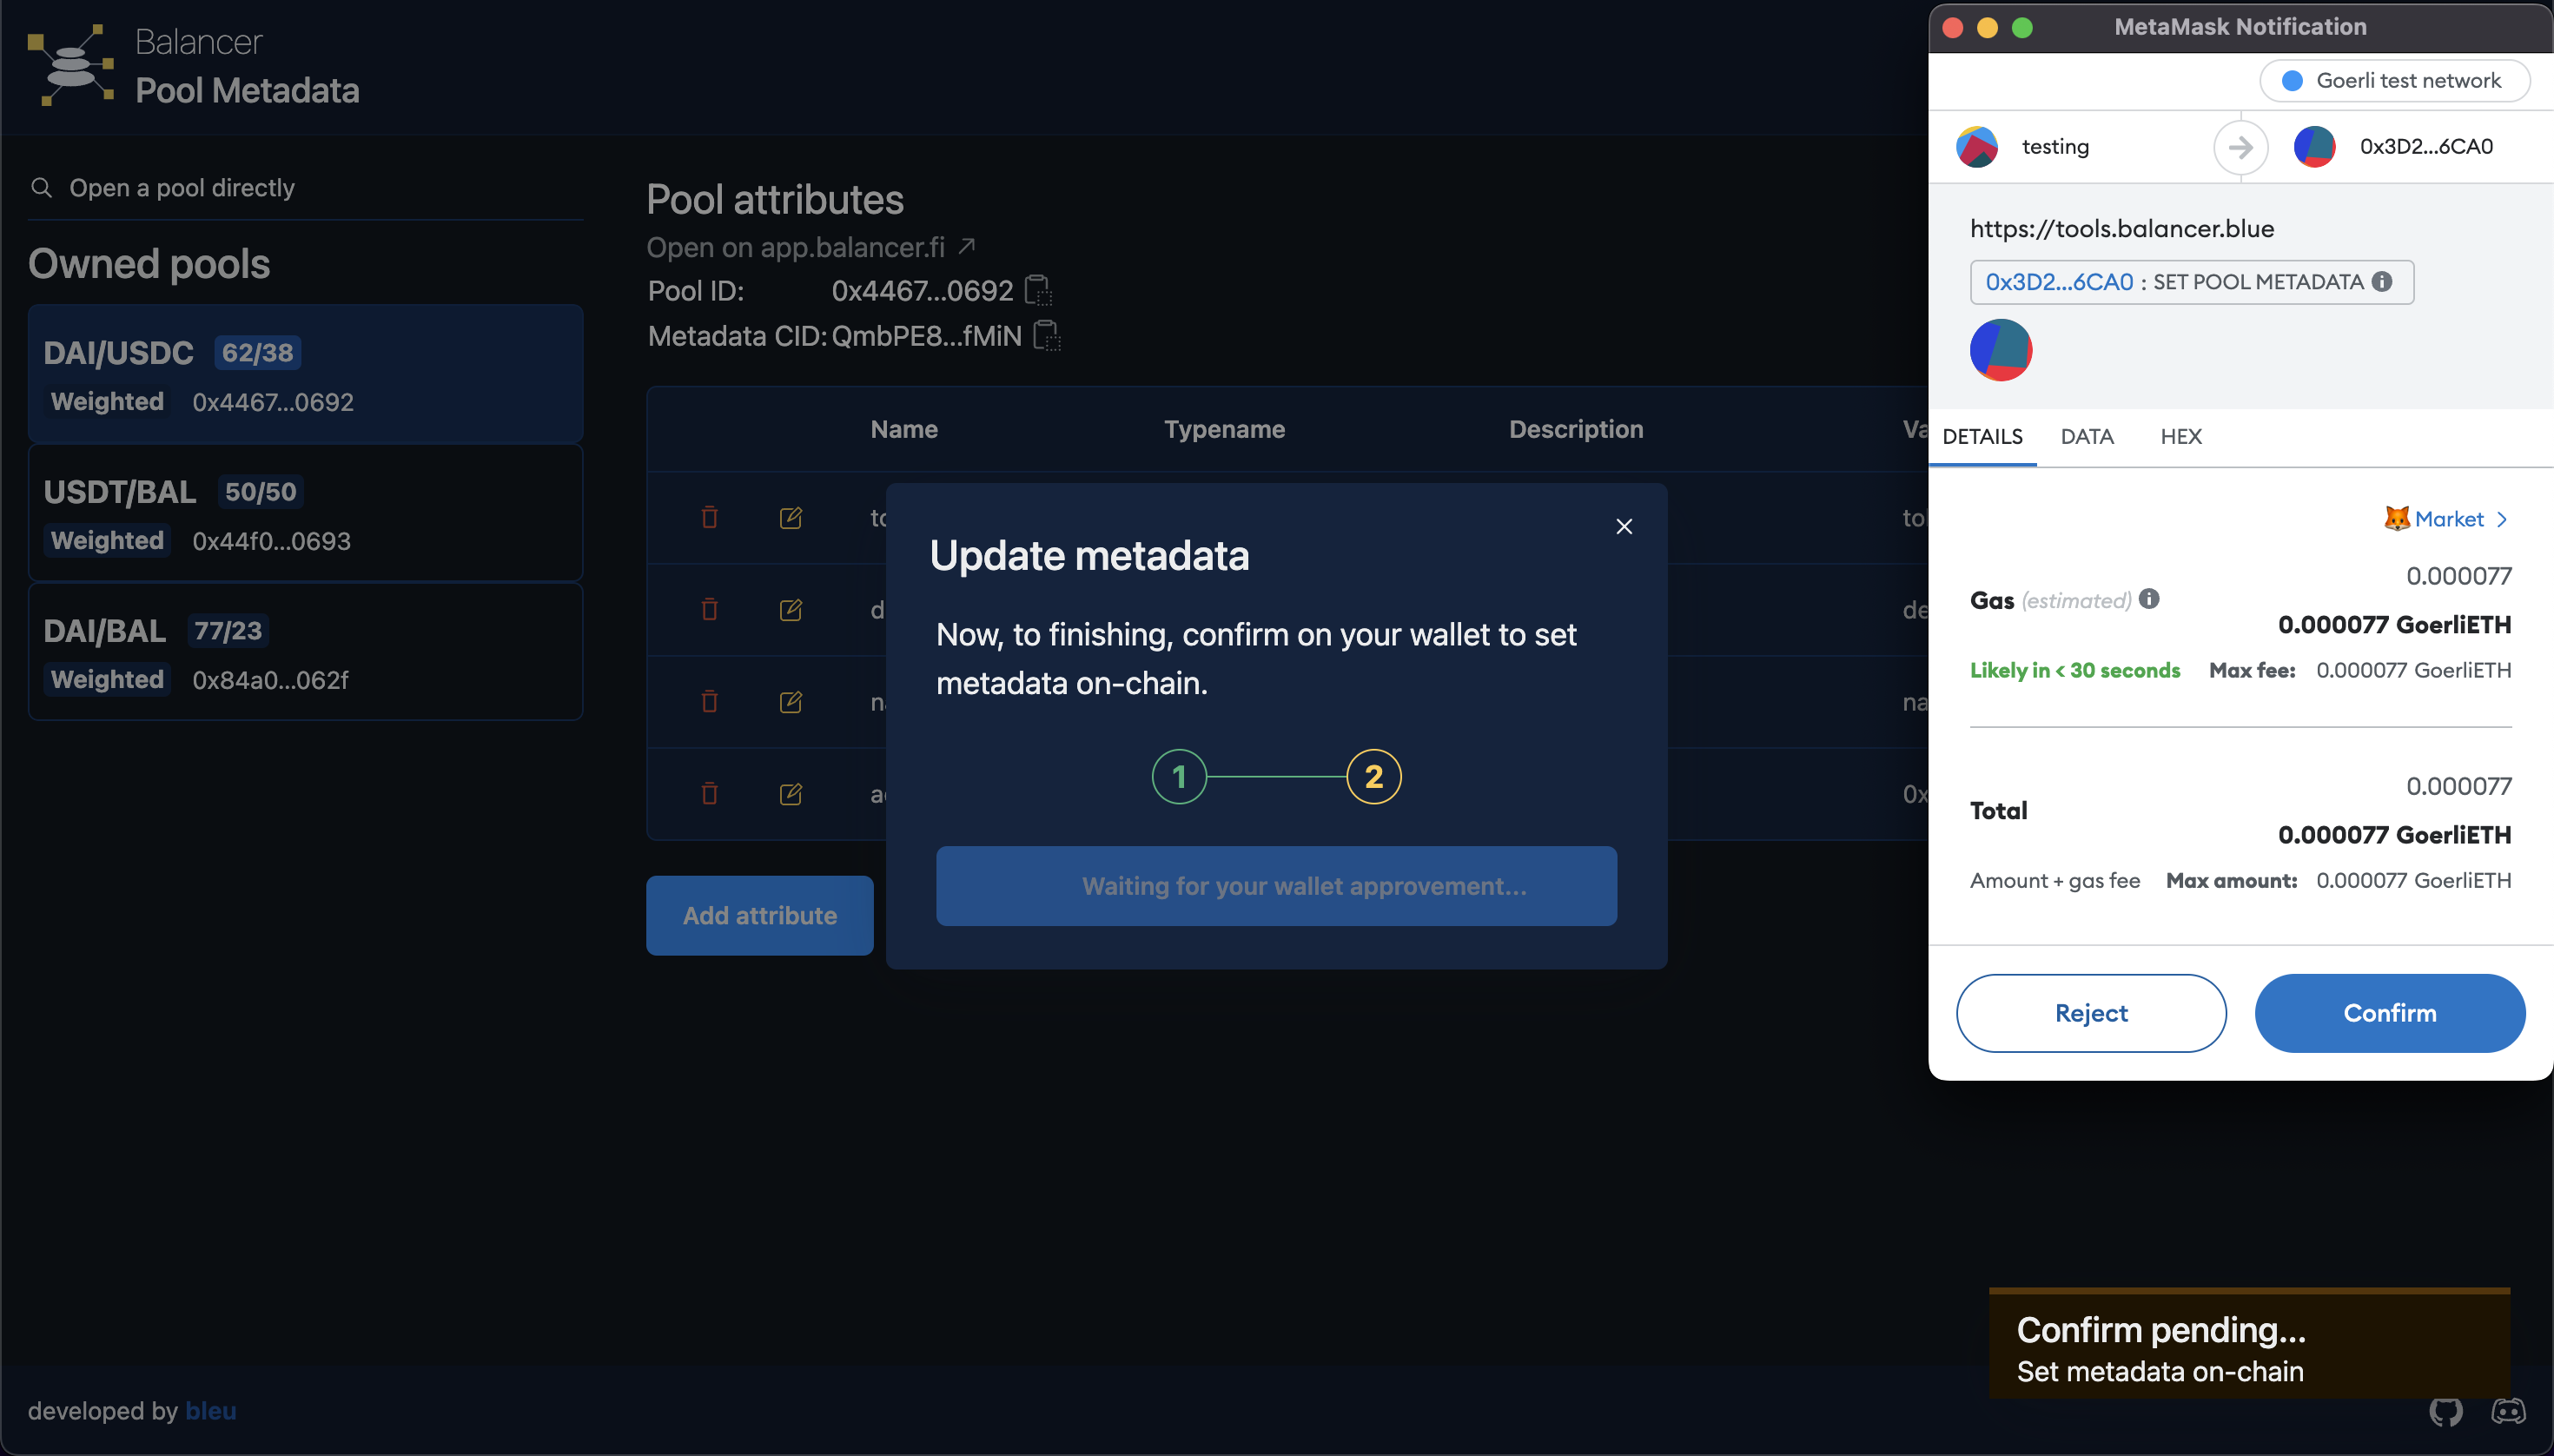 Balancer
Pool Metadata
Open a pool directly
Owned pools
DAI/USDC 62/38
Weighted 0x4467...0692
USDT/BAL 50/50
Weighted 0x44f0...0693
DAI/BAL 77/23
Weighted 0x84a0...062f
Pool attributes
Open on app.balancer.fi
Pool ID: 0x4467...0692
Metadata CID: QmbPE8...fMiN
Name Typename Description
Update metadata
Now, to finishing, confirm on your wallet to set
metadata on-chain.
1 2
Waiting for your wallet approvement...
Add attribute
MetaMask Notification
Goerli test network
testing 0x3D2...6CA0
https://tools.balancer.blue
0x3D2...6CA0 : SET POOL METADATA
DETAILS DATA HEX
Market
0.000077
Gas (estimated)
0.000077 GoerliETH
Likely in < 30 seconds Max fee: 0.000077 GoerliETH
0.000077
Total
0.000077 GoerliETH
Amount + gas fee Max amount: 0.000077 GoerliETH
Reject Confirm
Confirm pending...
Set metadata on-chain
developed by bleu